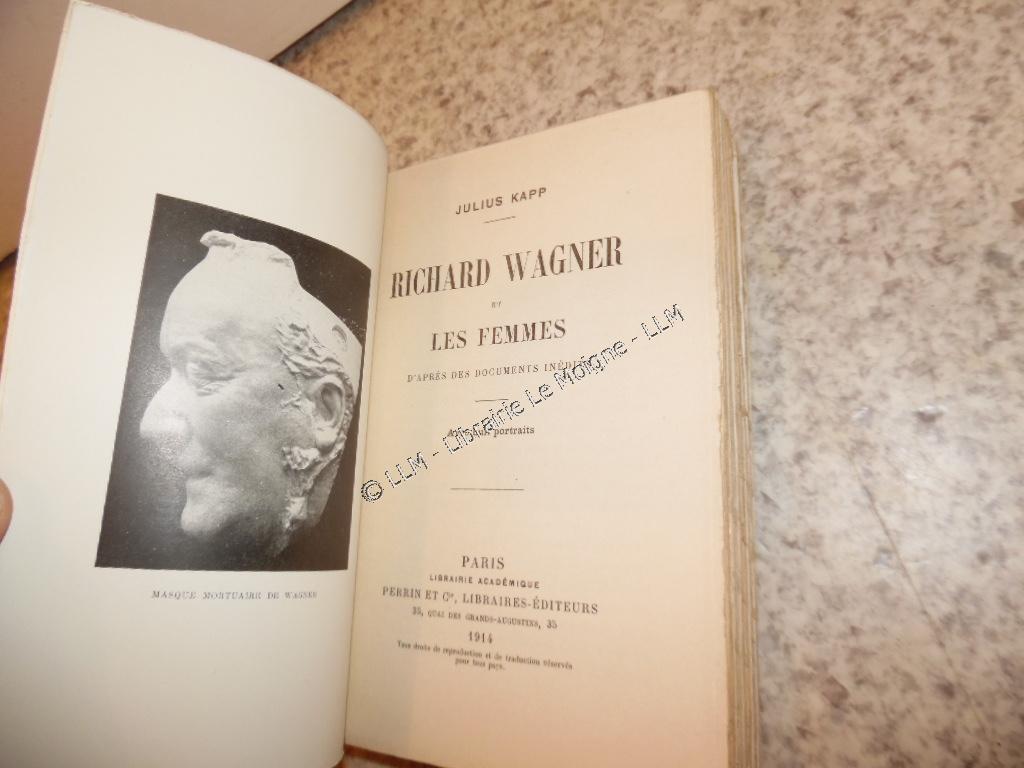 MASQUE MORTUAIRE DE WAGNER
JULIUS KAPP
RICHARD WAGNER
ET
LES FEMMES
D'APRÈS DES DOCUMENTS
portraits
PARIS
LIBRAIRIE ACADÉMIQUE
PERRIN ET Cie, LIBRAIRES-ÉDITEURS
35, QUAI DES GRANDS-AUGUSTINS, 35
1914
Tous droits de reproduction et de traduction réservés
pour tous pays.
© LLM - Librairie Le Moigne - LLM